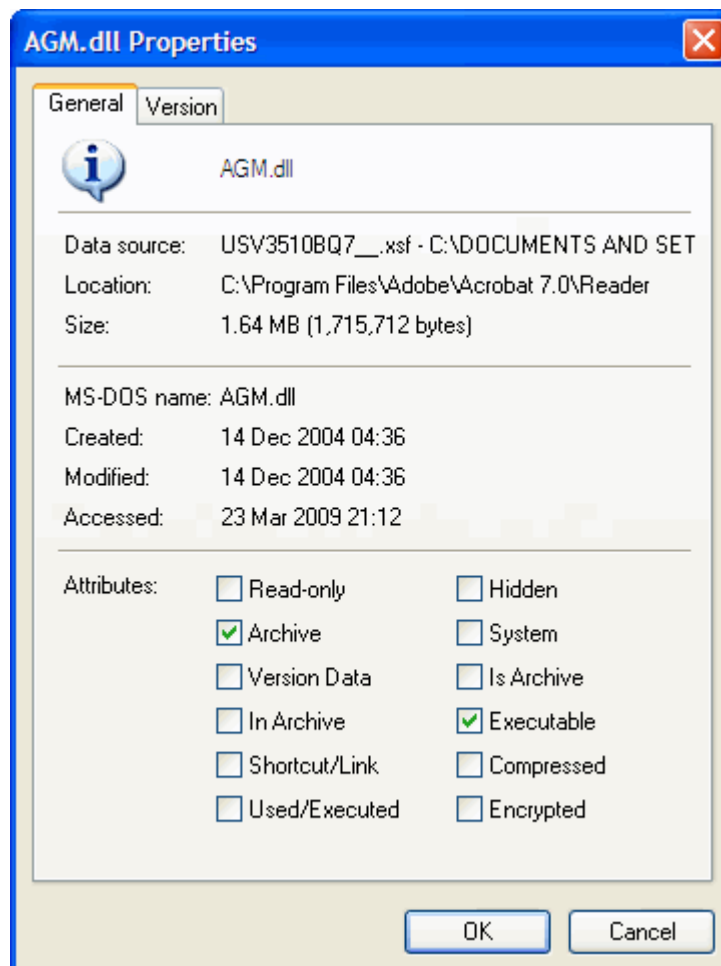 AGM.dll Properties
General Version
AGM.dll
Data source: USV3510BQ7__.xsf - C:\DOCUMENTS AND SET
Location: C:\Program Files\Adobe\Acrobat 7.0\Reader
Size: 1.64 MB (1,715,712 bytes)
MS-DOS name: AGM.dll
Created: 14 Dec 2004 04:36
Modified: 14 Dec 2004 04:36
Accessed: 23 Mar 2009 21:12
Attributes: Read-only Hidden
Archive System
Version Data Is Archive
In Archive Executable
Shortcut/Link Compressed
Used/Executed Encrypted
OK Cancel